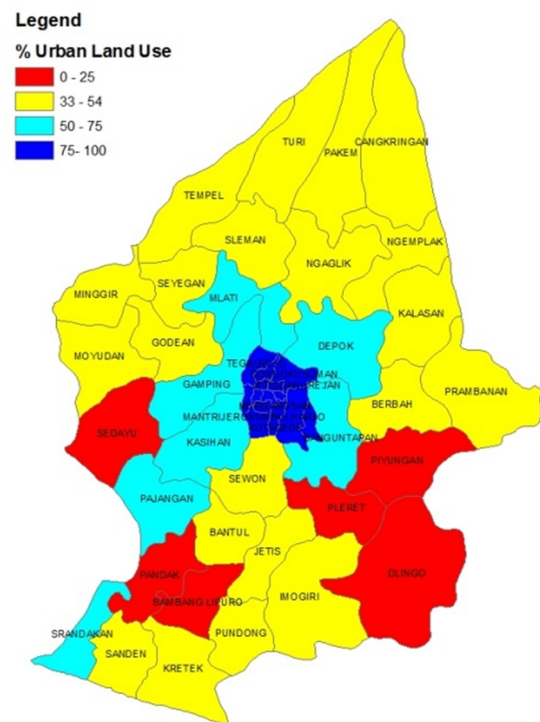 Legend
% Urban Land Use
0 - 25
33 - 54
50 - 75
75- 100
TURI
PAKEM
CANGKRINGAN
TEMPEL
SLEMAN
NGEMPLAK
NGAGLIK
SEYEGAN
MINGGIR
MLATI
KALASAN
GODEAN
DEPOK
MOYUDAN
GAMPING
PRAMBANAN
BERBAH
MANTRIJERO
SEDAYU
KASIHAN
BANGUNTAPAN
PIYUNGAN
SEWON
PAJANGAN
PLERET
BANTUL
JETIS
PANDAK
DLINGO
IMOGIRI
BAMBANG LIPURO
SRANDAKAN
PUNDONG
SANDEN
KRETEK